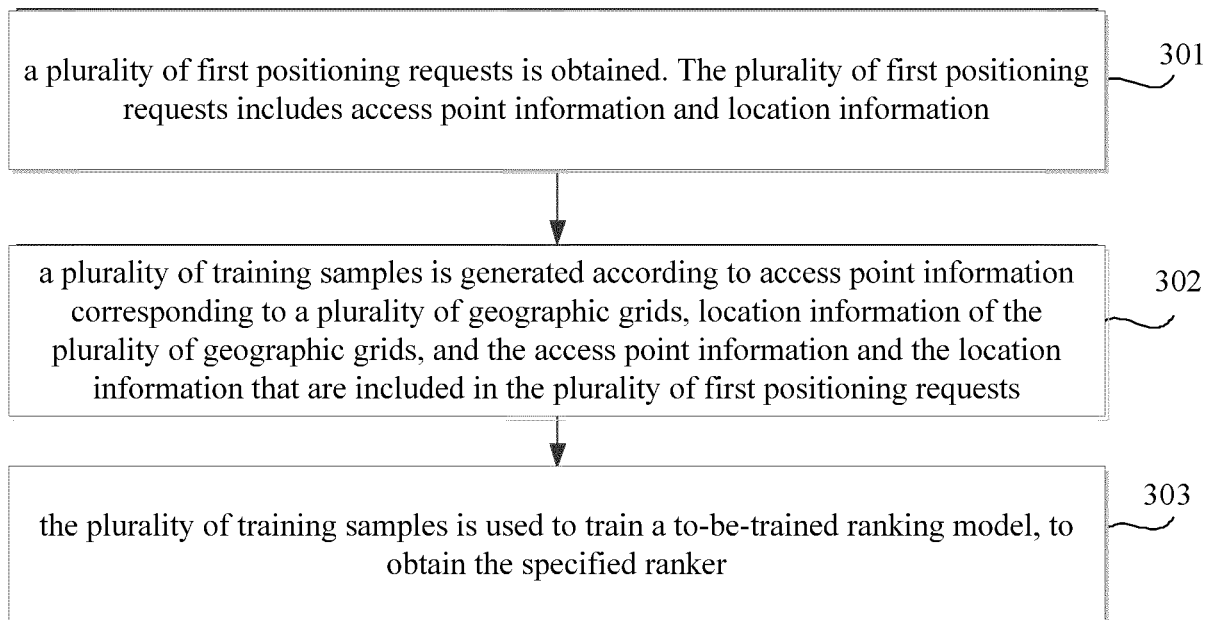 a plurality of first positioning requests is obtained. The plurality of first positioning
requests includes access point information and location information
301
a plurality of training samples is generated according to access point information
corresponding to a plurality of geographic grids, location information of the
plurality of geographic grids, and the access point information and the location
information that are included in the plurality of first positioning requests
302
the plurality of training samples is used to train a to-be-trained ranking model, to
obtain the specified ranker
303